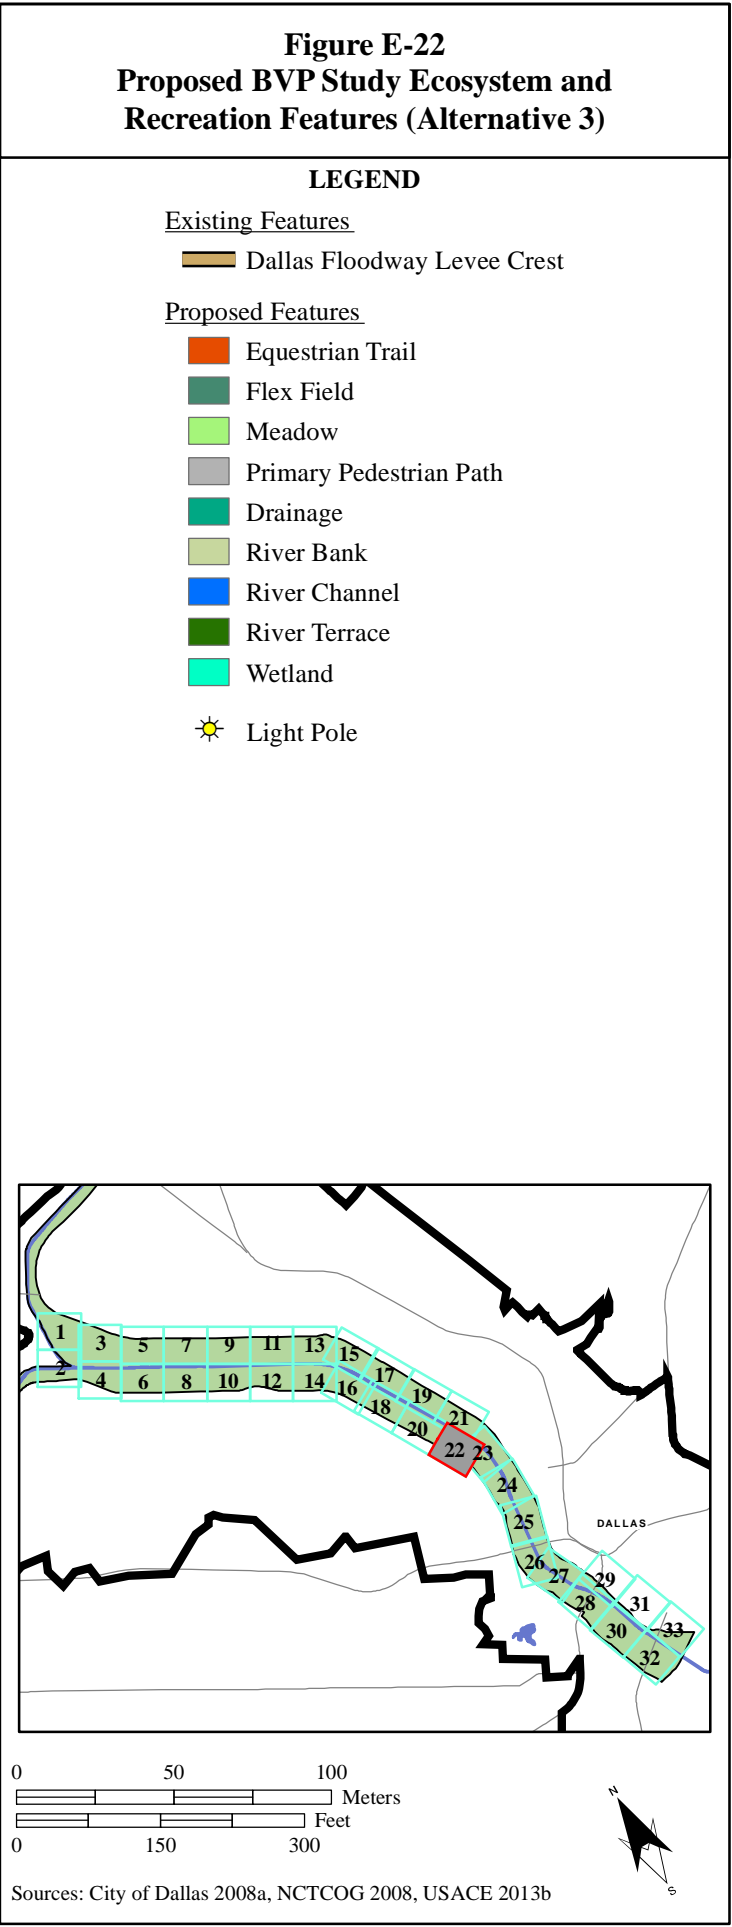 Figure E-22
Proposed BVP Study Ecosystem and
Recreation Features (Alternative 3)
LEGEND
Existing Features
Dallas Floodway Levee Crest
Proposed Features
Equestrian Trail
Flex Field
Meadow
Primary Pedestrian Path
Drainage
River Bank
River Channel
River Terrace
Wetland
Light Pole
1
3
5
7
9
11
13
15
2
4
6
8
10
12
14
16
17
18
19
20
21
22
23
24
25
DALLAS
26
27
28
29
30
31
32
33
0 50 100
Meters
Feet
0 150 300
N
S
Sources: City of Dallas 2008a, NCTCOG 2008, USACE 2013b